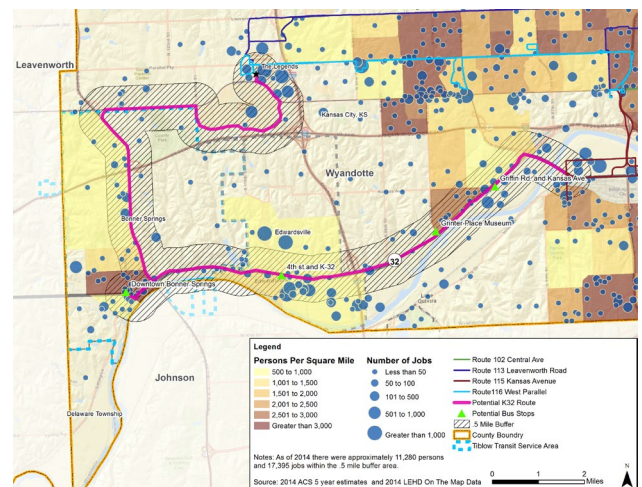 Leavenworth
The Legends
Kansas City, KS
Wyandotte
Griffin Rd. and Kansas Ave
Grinter Place Museum
Bonner Springs
Edwardsville
4th st and K-32
32
Downtown Bonner Springs
Johnson
Delaware Township
Legend
Persons Per Square Mile
500 to 1,000
1,001 to 1,500
1,501 to 2,000
2,001 to 2,500
2,501 to 3,000
Greater than 3,000
Number of Jobs
Less than 50
50 to 100
101 to 500
501 to 1,000
Greater than 1,000
Route 102 Central Ave
Route 113 Leavenworth Road
Route 115 Kansas Avenue
Route116 West Parallel
Potential K32 Route
Potential Bus Stops
.5 Mile Buffer
County Boundry
Tiblow Transit Service Area
Notes: As of 2014 there were approximately 11,280 persons
and 17,395 jobs within the .5 mile buffer area.
Source: 2014 ACS 5 year estimates and 2014 LEHD On The Map Data
0 1 2
Miles
N